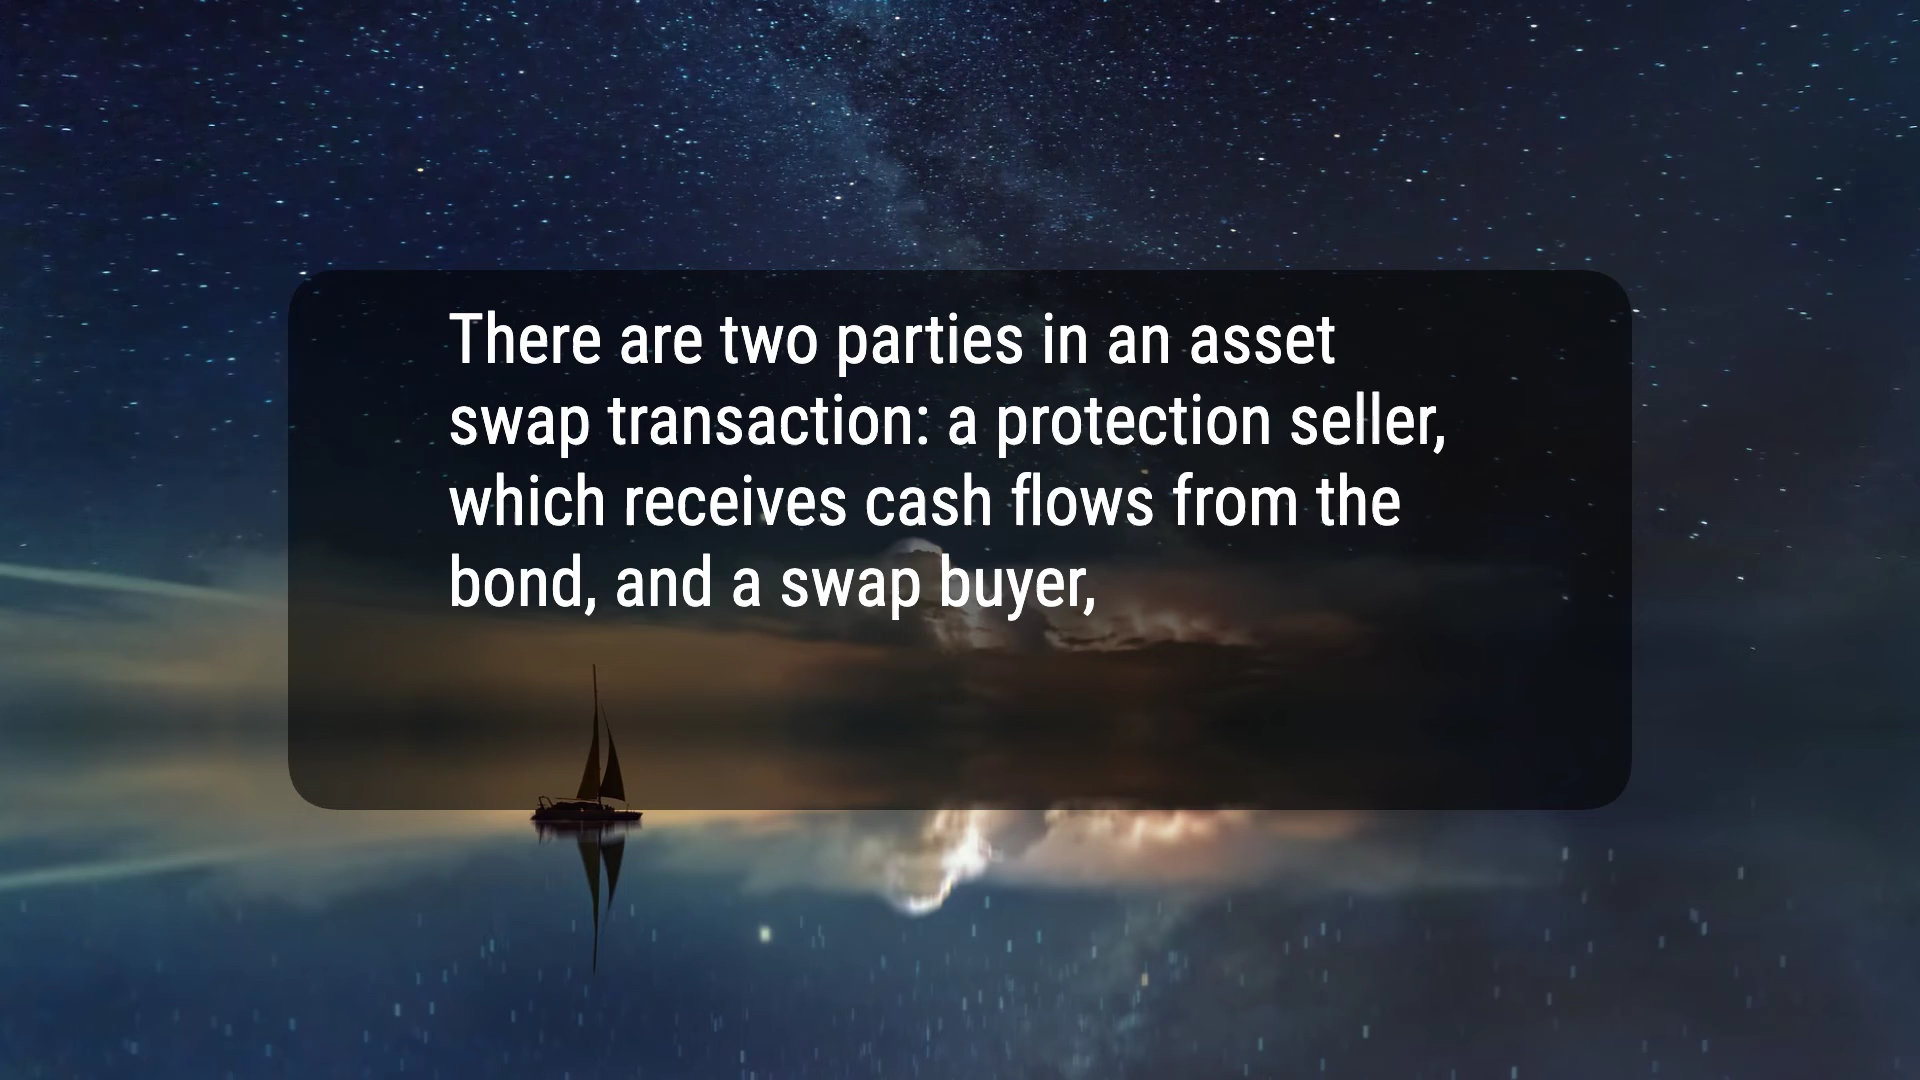 There are two parties in an asset
swap transaction: a protection seller,
which receives cash flows from the
bond, and a swap buyer,